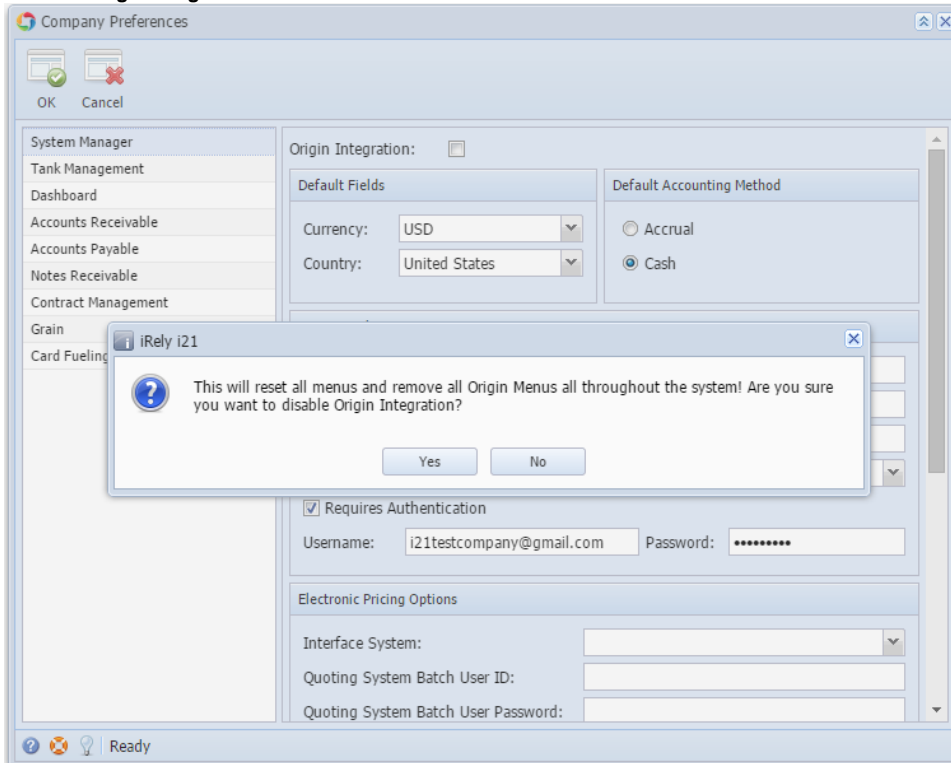 Company Preferences
OK Cancel
System Manager
Tank Management
Dashboard
Accounts Receivable
Accounts Payable
Notes Receivable
Contract Management
Grain
Card Fueling
Origin Integration:
Default Fields
Currency: USD
Country: United States
Default Accounting Method
Accrual
Cash
iRely i21
This will reset all menus and remove all Origin Menus all throughout the system! Are you sure
you want to disable Origin Integration?
Yes No
Requires Authentication
Username: i21testcompany@gmail.com Password: •••••••••
Electronic Pricing Options
Interface System:
Quoting System Batch User ID:
Quoting System Batch User Password:
Ready